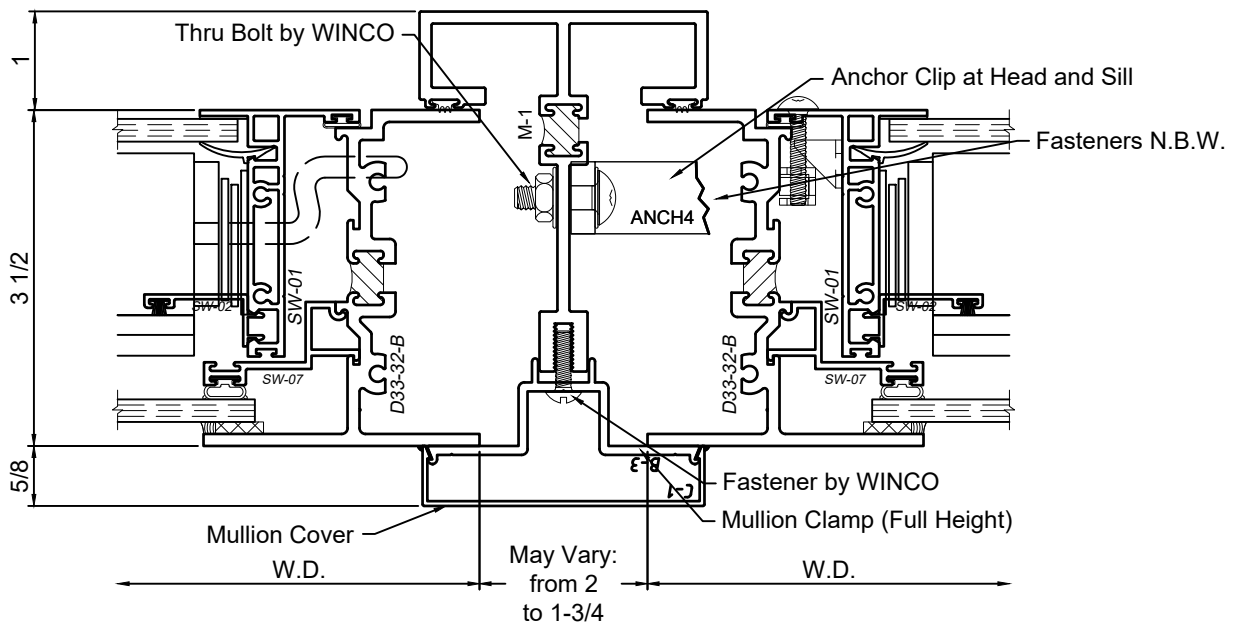 Thru Bolt by WINCO
1
Anchor Clip at Head and Sill
M-1
Fasteners N.B.W.
ANCH4
3 1/2
SW-01
SW-01
SW-02
SW-02
D33-32-B
D33-32-B
SW-07
SW-07
B-3
C-1
5/8
Fastener by WINCO
Mullion Clamp (Full Height)
Mullion Cover
W.D.
May Vary:
from 2
to 1-3/4
W.D.